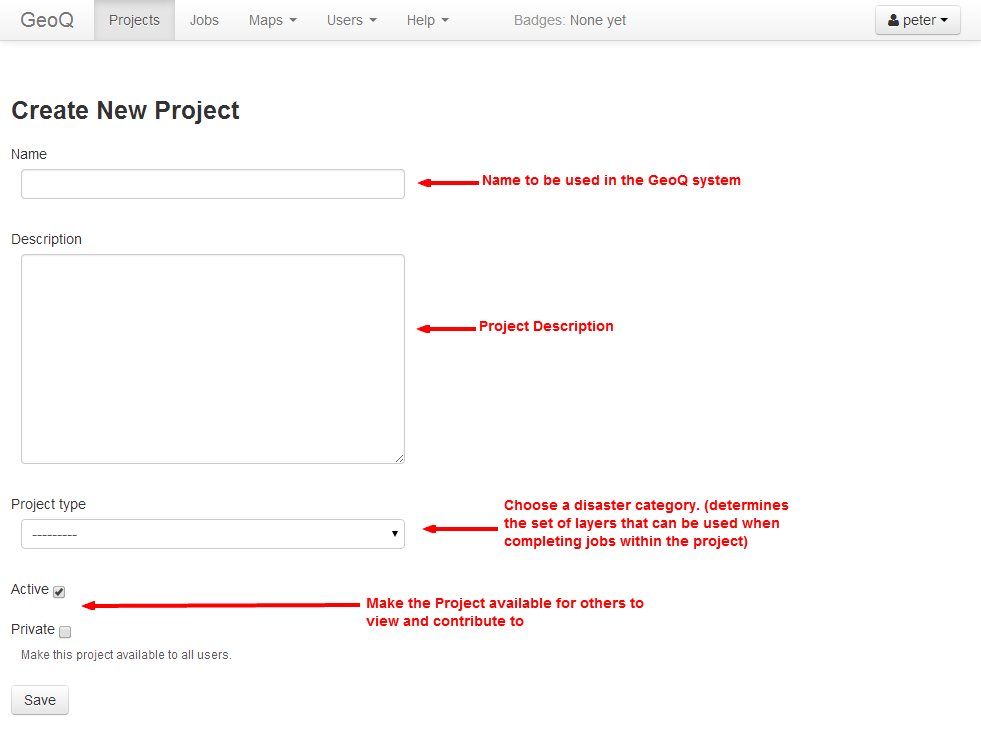 GeoQ Projects Jobs Maps Users Help Badges: None yet peter
Create New Project
Name
Name to be used in the GeoQ system
Description
Project Description
Project type
---------
Choose a disaster category. (determines
the set of layers that can be used when
completing jobs within the project)
Active
Make the Project available for others to
view and contribute to
Private
Make this project available to all users.
Save